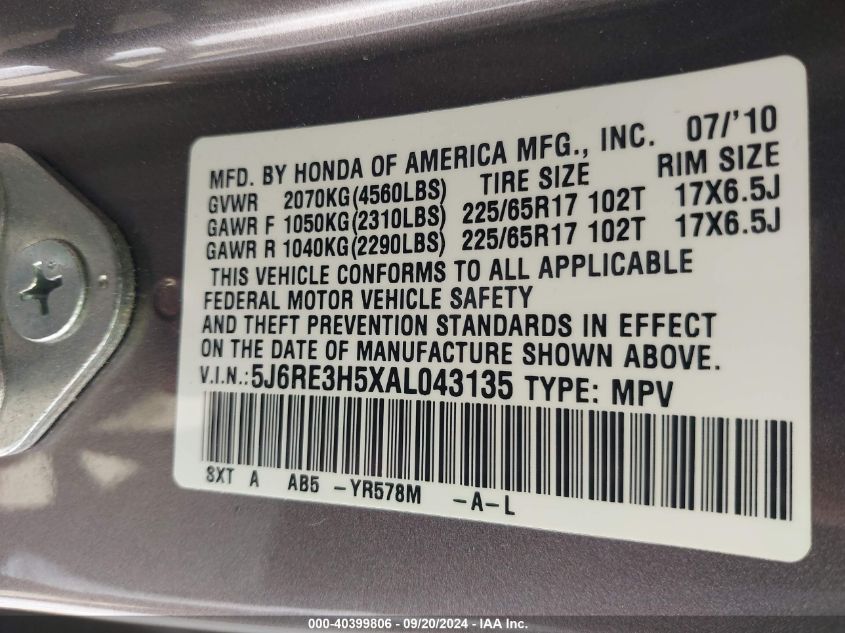 MFD. BY HONDA OF AMERICA MFG., INC. 07/'10
GVWR 2070KG(4560LBS) TIRE SIZE RIM SIZE
GAWR F 1050KG(2310LBS) 225/65R17 102T 17X6.5J
GAWR R 1040KG(2290LBS) 225/65R17 102T 17X6.5J
THIS VEHICLE CONFORMS TO ALL APPLICABLE
FEDERAL MOTOR VEHICLE SAFETY
AND THEFT PREVENTION STANDARDS IN EFFECT
ON THE DATE OF MANUFACTURE SHOWN ABOVE.
V.I.N.: 5J6RE3H5XAL043135 TYPE: MPV
SXT A AB5 -YR578M -A-L
000-40399806 - 09/20/2024 - IAA Inc.